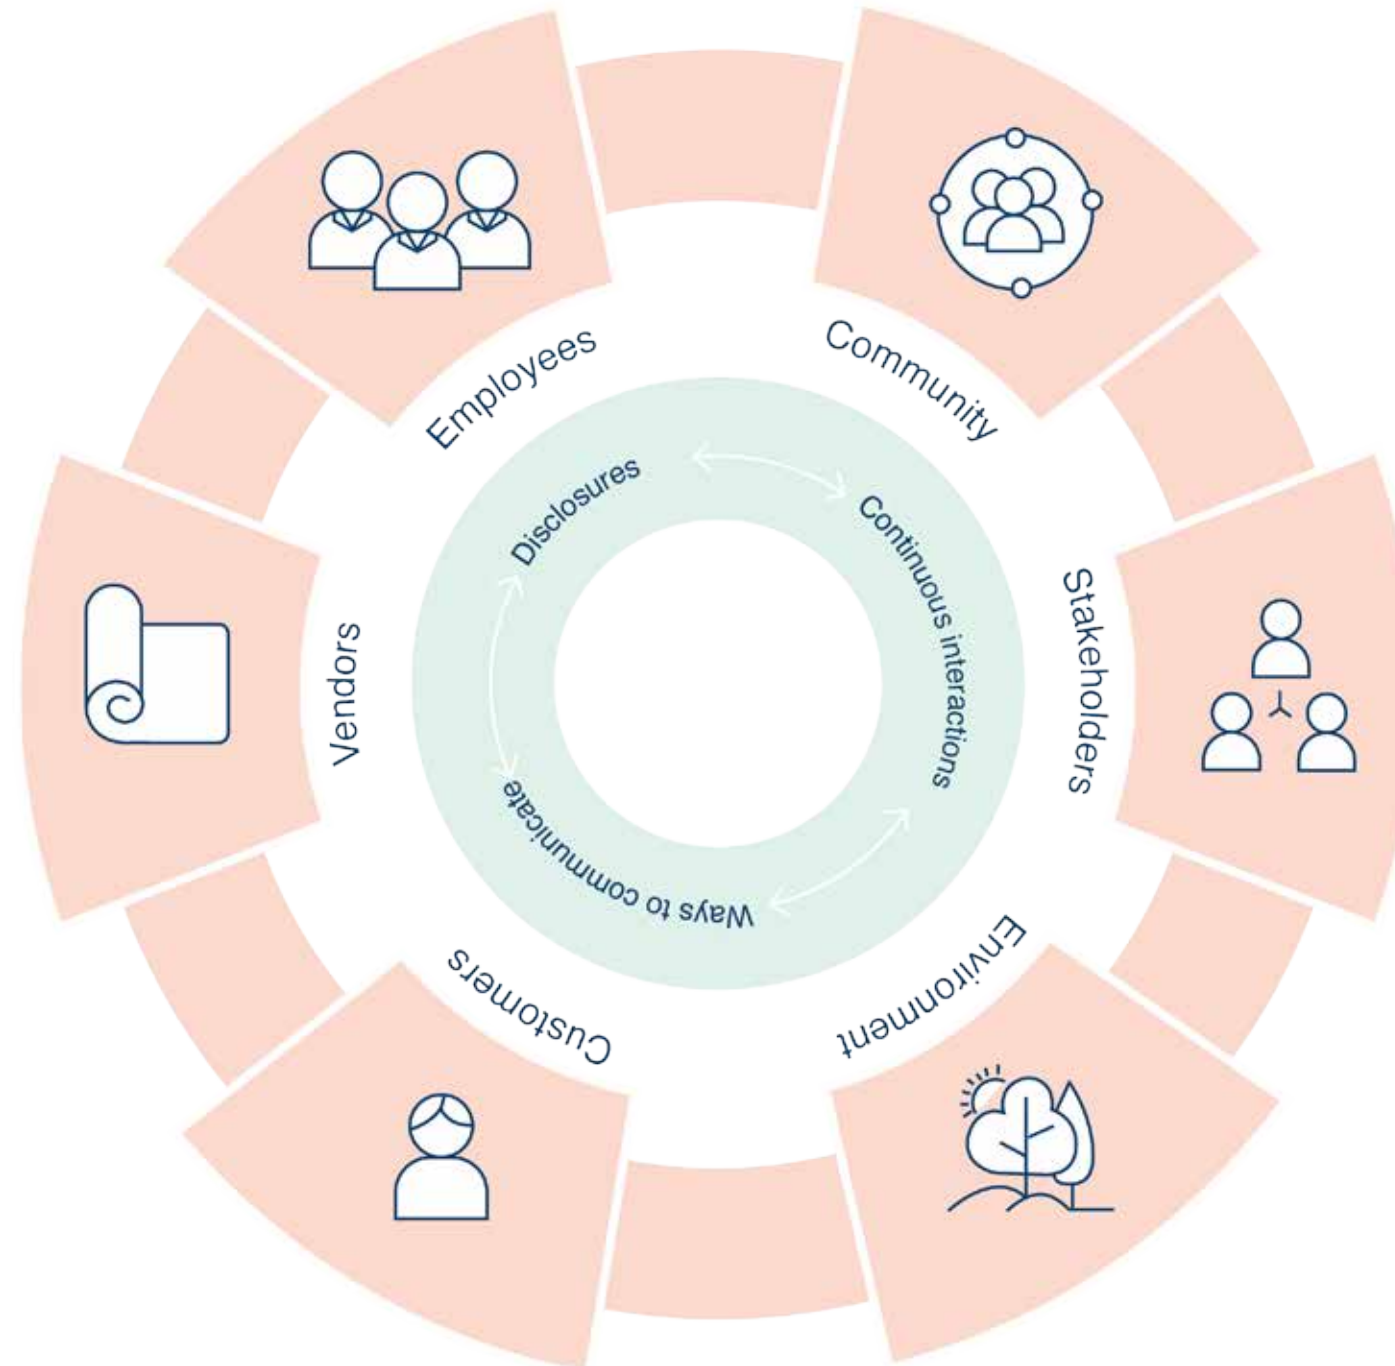 Employees
Community
Stakeholders
Environment
Customers
Vendors
Disclosures
Continuous interactions
Ways to communicate